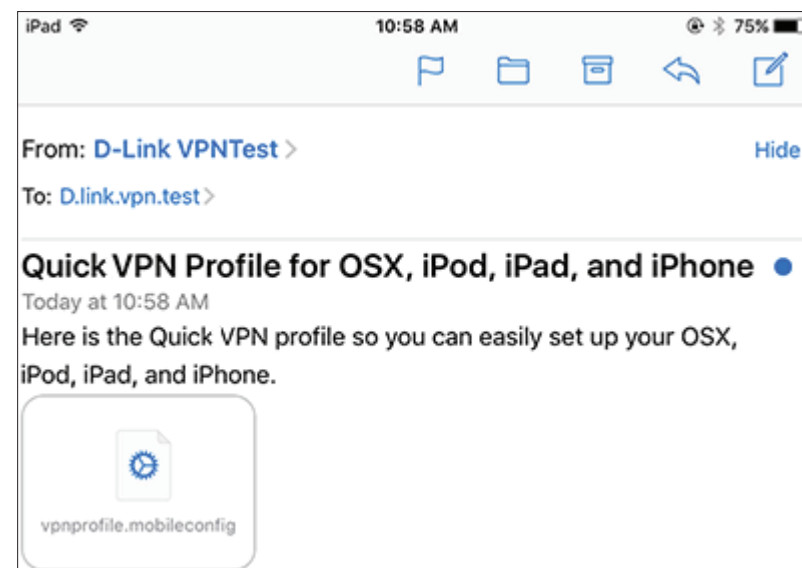 iPad 10:58 AM 75%
From: D-Link VPNTest Hide
To: D.link.vpn.test
Quick VPN Profile for OSX, iPod, iPad, and iPhone
Today at 10:58 AM
Here is the Quick VPN profile so you can easily set up your OSX,
iPod, iPad, and iPhone.
vpnprofile.mobileconfig